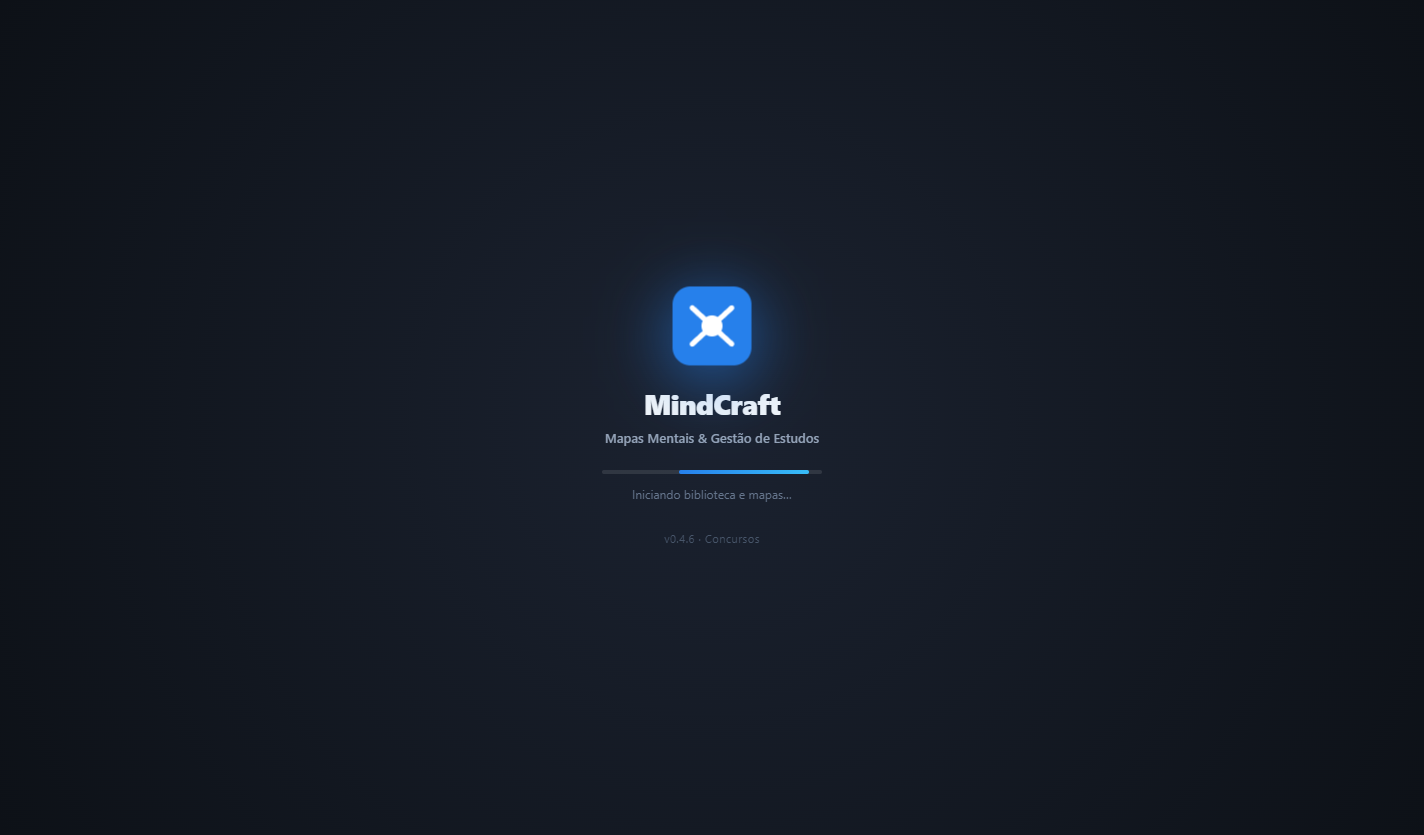 MindCraft
Mapas Mentais & Gestão de Estudos
Iniciando biblioteca e mapas...
v0.4.6 · Concursos